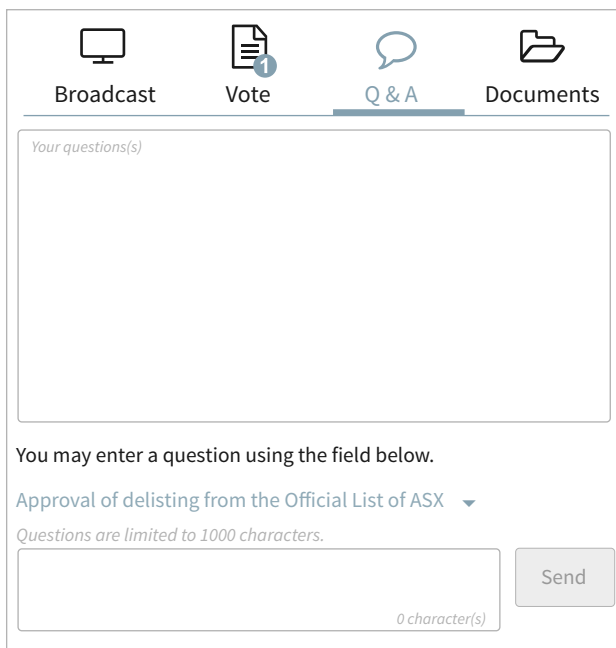 1
Broadcast Vote Q & A Documents
Your questions(s)
You may enter a question using the field below.
Approval of delisting from the Official List of ASX
Questions are limited to 1000 characters.
Send
0 character(s)